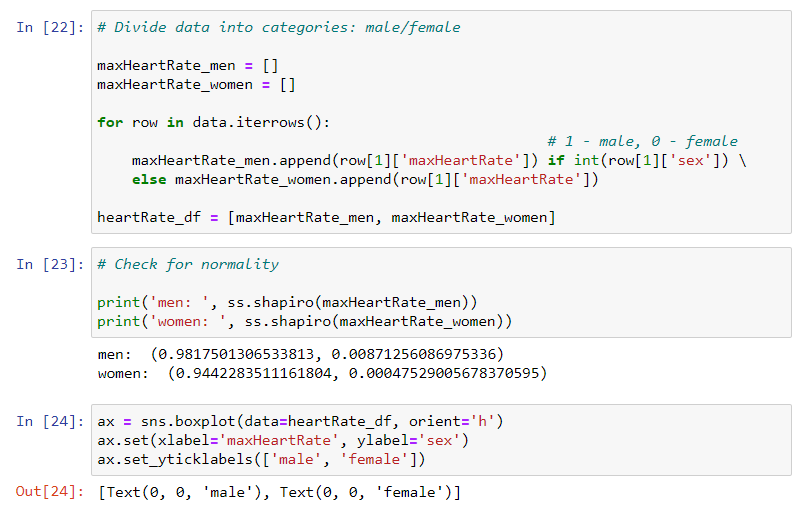 In [22]: # Divide data into categories: male/female
maxHeartRate_men = []
maxHeartRate_women = []
for row in data.iterrows():
# 1 - male, 0 - female
maxHeartRate_men.append(row[1]['maxHeartRate']) if int(row[1]['sex']) \
else maxHeartRate_women.append(row[1]['maxHeartRate'])
heartRate_df = [maxHeartRate_men, maxHeartRate_women]
In [23]: # Check for normality
print('men: ', ss.shapiro(maxHeartRate_men))
print('women: ', ss.shapiro(maxHeartRate_women))
men:  (0.9817501306533813, 0.00871256086975336)
women:  (0.9442283511161804, 0.00047529005678370595)
In [24]: ax = sns.boxplot(data=heartRate_df, orient='h')
ax.set(xlabel='maxHeartRate', ylabel='sex')
ax.set_yticklabels(['male', 'female'])
Out[24]: [Text(0, 0, 'male'), Text(0, 0, 'female')]